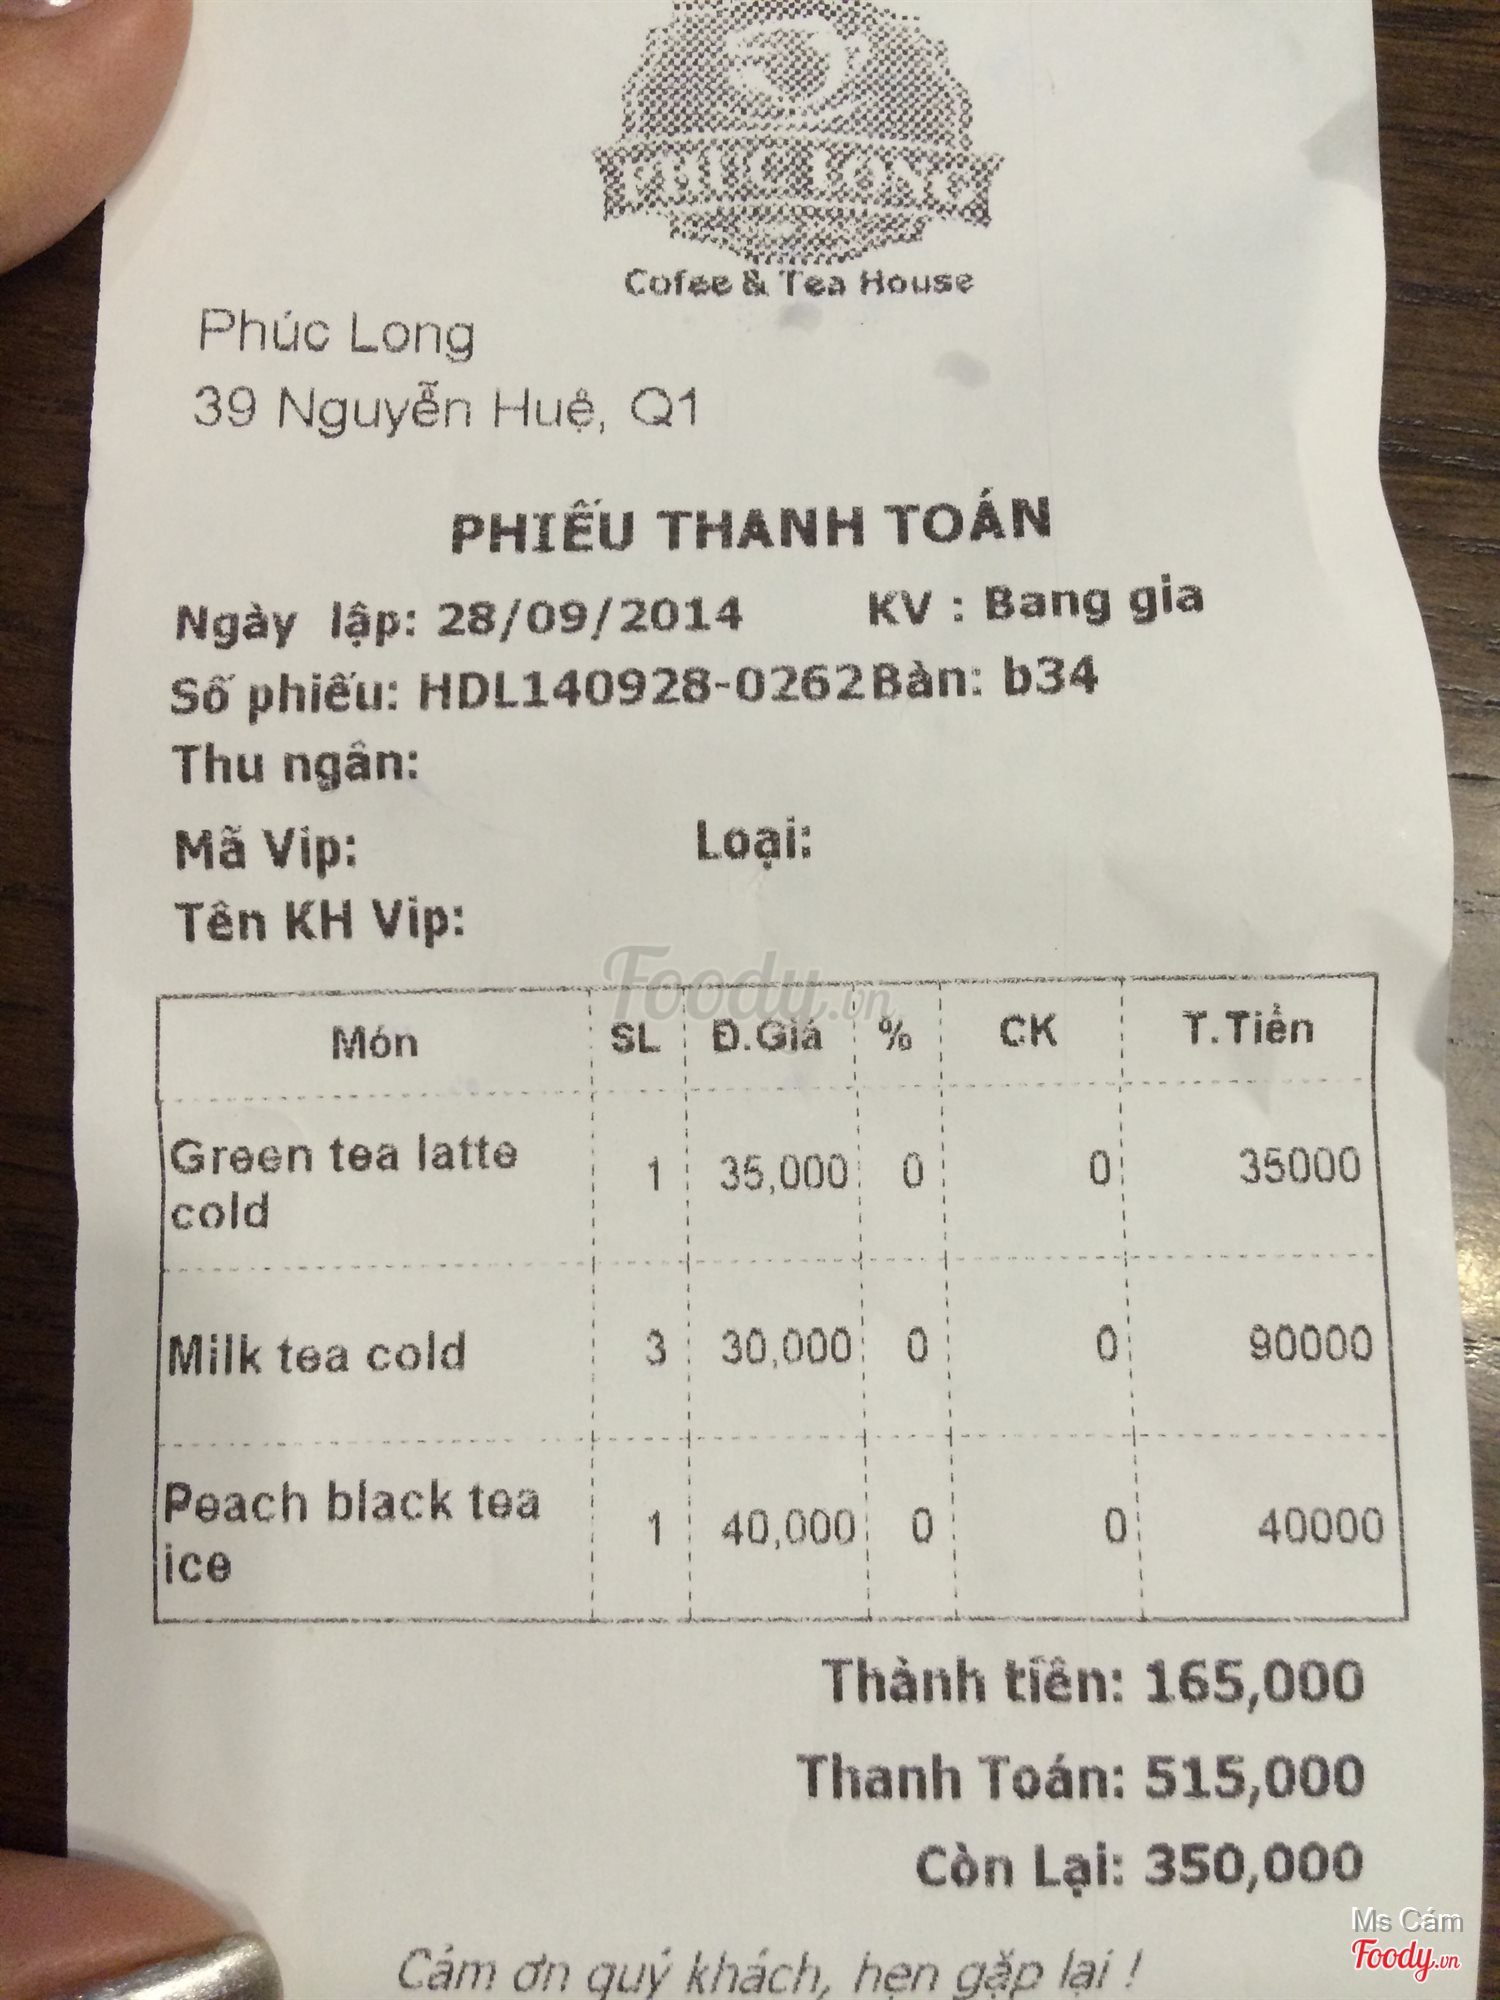 PHUC LONG
Cofee & Tea House
Phúc Long
39 Nguyễn Huệ, Q1
PHIẾU THANH TOÁN
Ngày lập: 28/09/2014 KV : Bang gia
Số phiếu: HDL140928-0262 Bàn: b34
Thu ngân:
Mã Vip: Loại:
Tên KH Vip:
Foody.vn
Món SL Đ.Giá % CK T.Tiền
Green tea latte
cold 1 35,000 0 0 35000
Milk tea cold 3 30,000 0 0 90000
Peach black tea
ice 1 40,000 0 0 40000
Thành tiền: 165,000
Thanh Toán: 515,000
Còn Lại: 350,000
Cảm ơn quý khách, hẹn gặp lại !
Ms Cám
Foody.vn